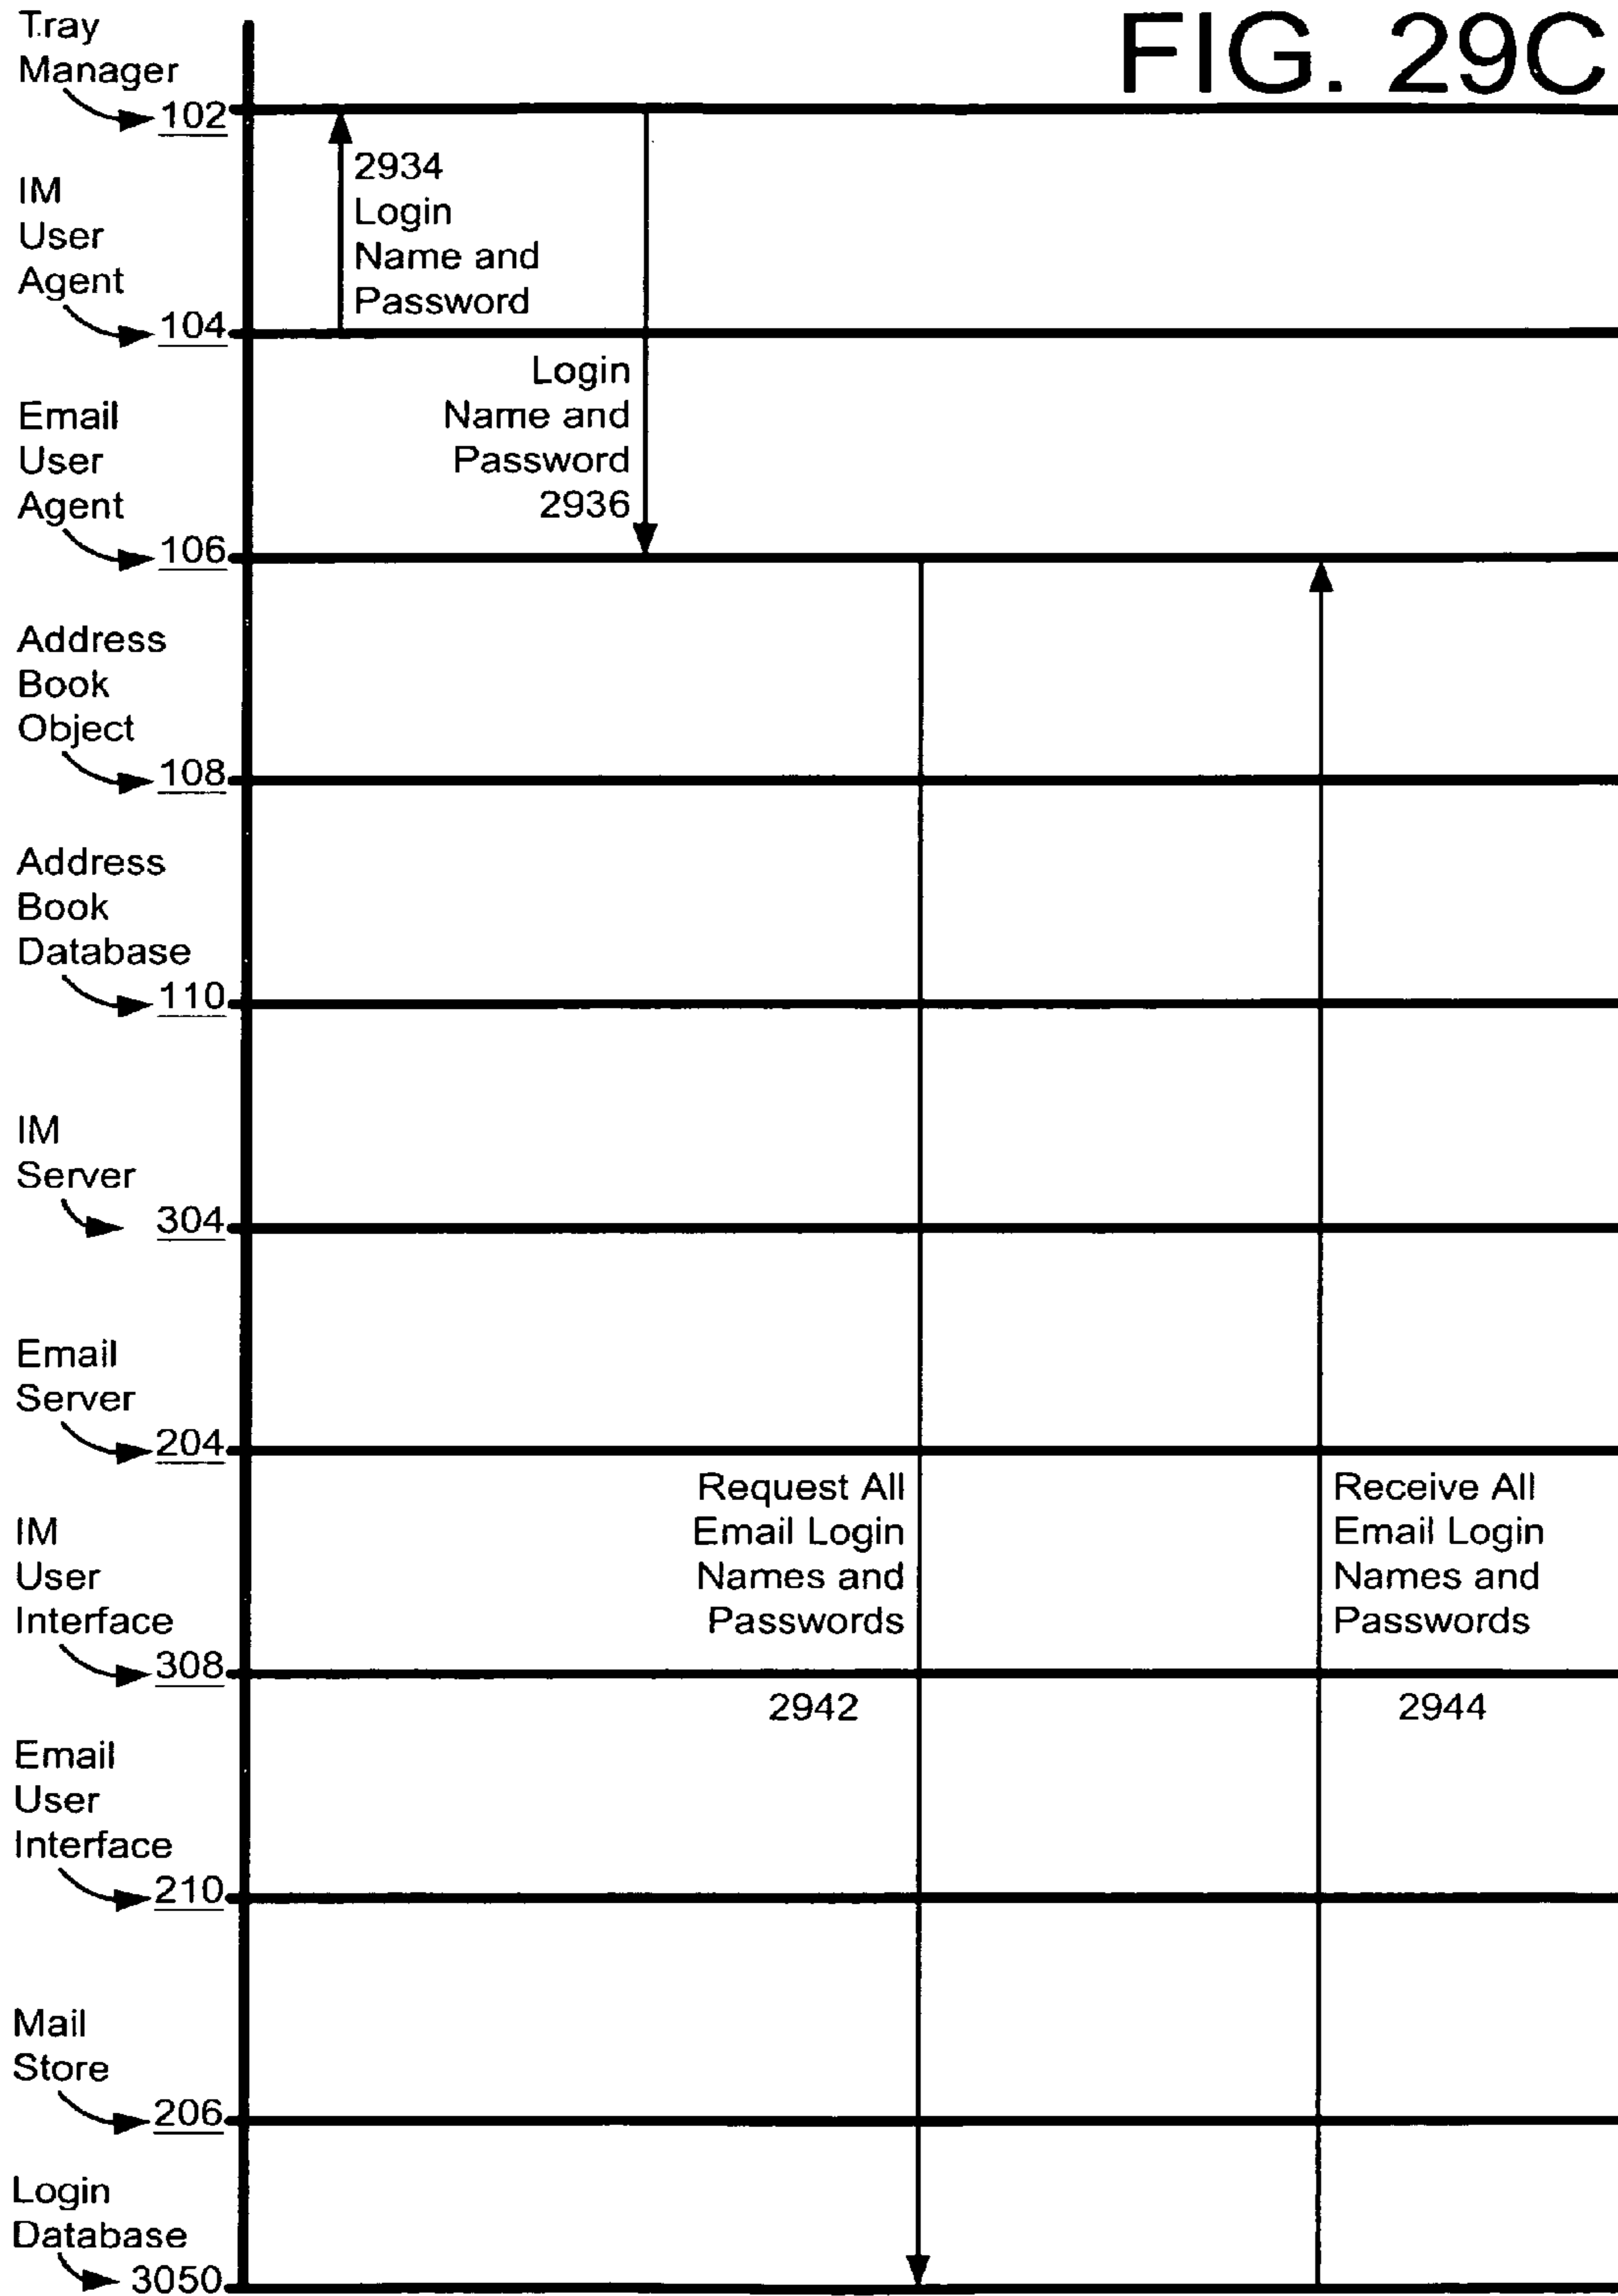 FIG. 29C
Tray
Manager
102
2934
Login
Name and
Password
IM
User
Agent
104
Login
Name and
Password
2936
Email
User
Agent
106
Address
Book
Object
108
Address
Book
Database
110
IM
Server
304
Email
Server
204
Request All
Email Login
Names and
Passwords
Receive All
Email Login
Names and
Passwords
IM
User
Interface
308
2942
2944
Email
User
Interface
210
Mail
Store
206
Login
Database
3050